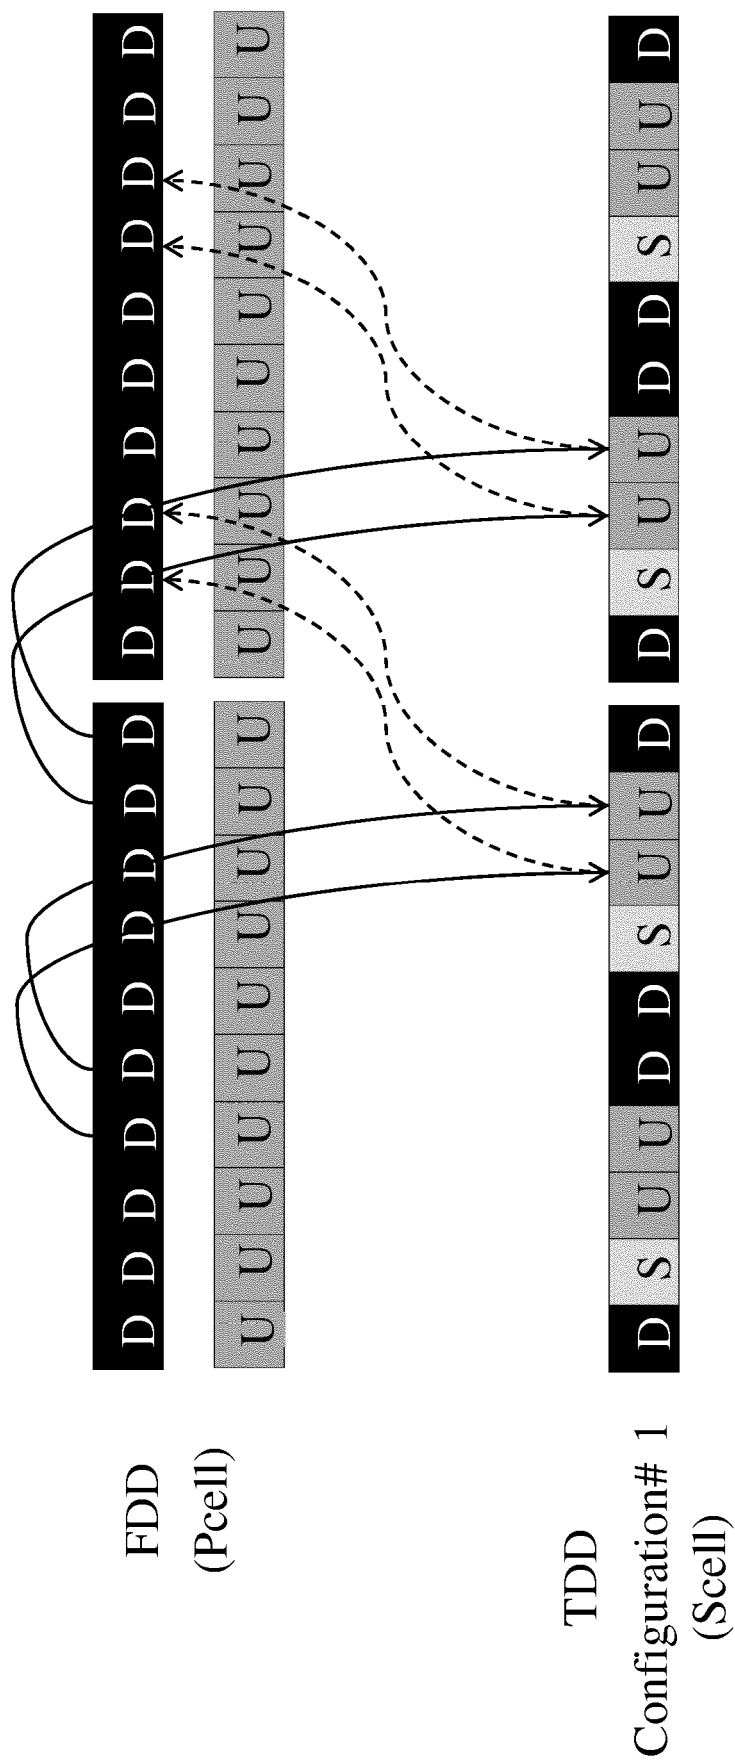 FDD
(Pcell)
D D D D D D D D D D D D D D D D D D D D
U U U U U U U U U U U U U U U U U U U U
TDD
Configuration# 1
(Scell)
D S U U D D S U U D D S U U D D S U U D